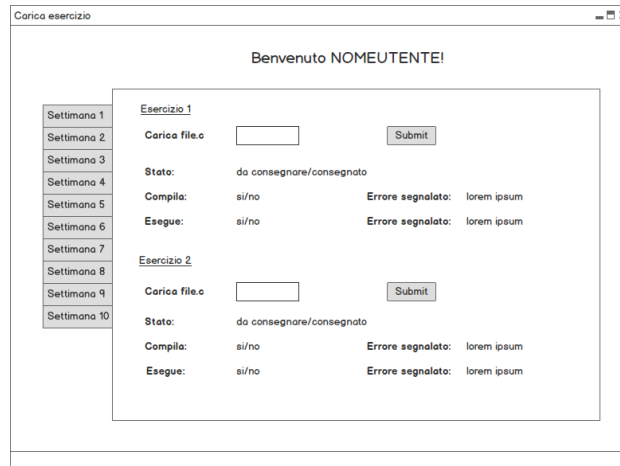 Carica esercizio
Benvenuto NOMEUTENTE!
Settimana 1
Settimana 2
Settimana 3
Settimana 4
Settimana 5
Settimana 6
Settimana 7
Settimana 8
Settimana 9
Settimana 10
Esercizio 1
Carica file.c Submit
Stato: da consegnare/consegnato
Compila: si/no Errore segnalato: lorem ipsum
Esegue: si/no Errore segnalato: lorem ipsum
Esercizio 2
Carica file.c Submit
Stato: da consegnare/consegnato
Compila: si/no Errore segnalato: lorem ipsum
Esegue: si/no Errore segnalato: lorem ipsum